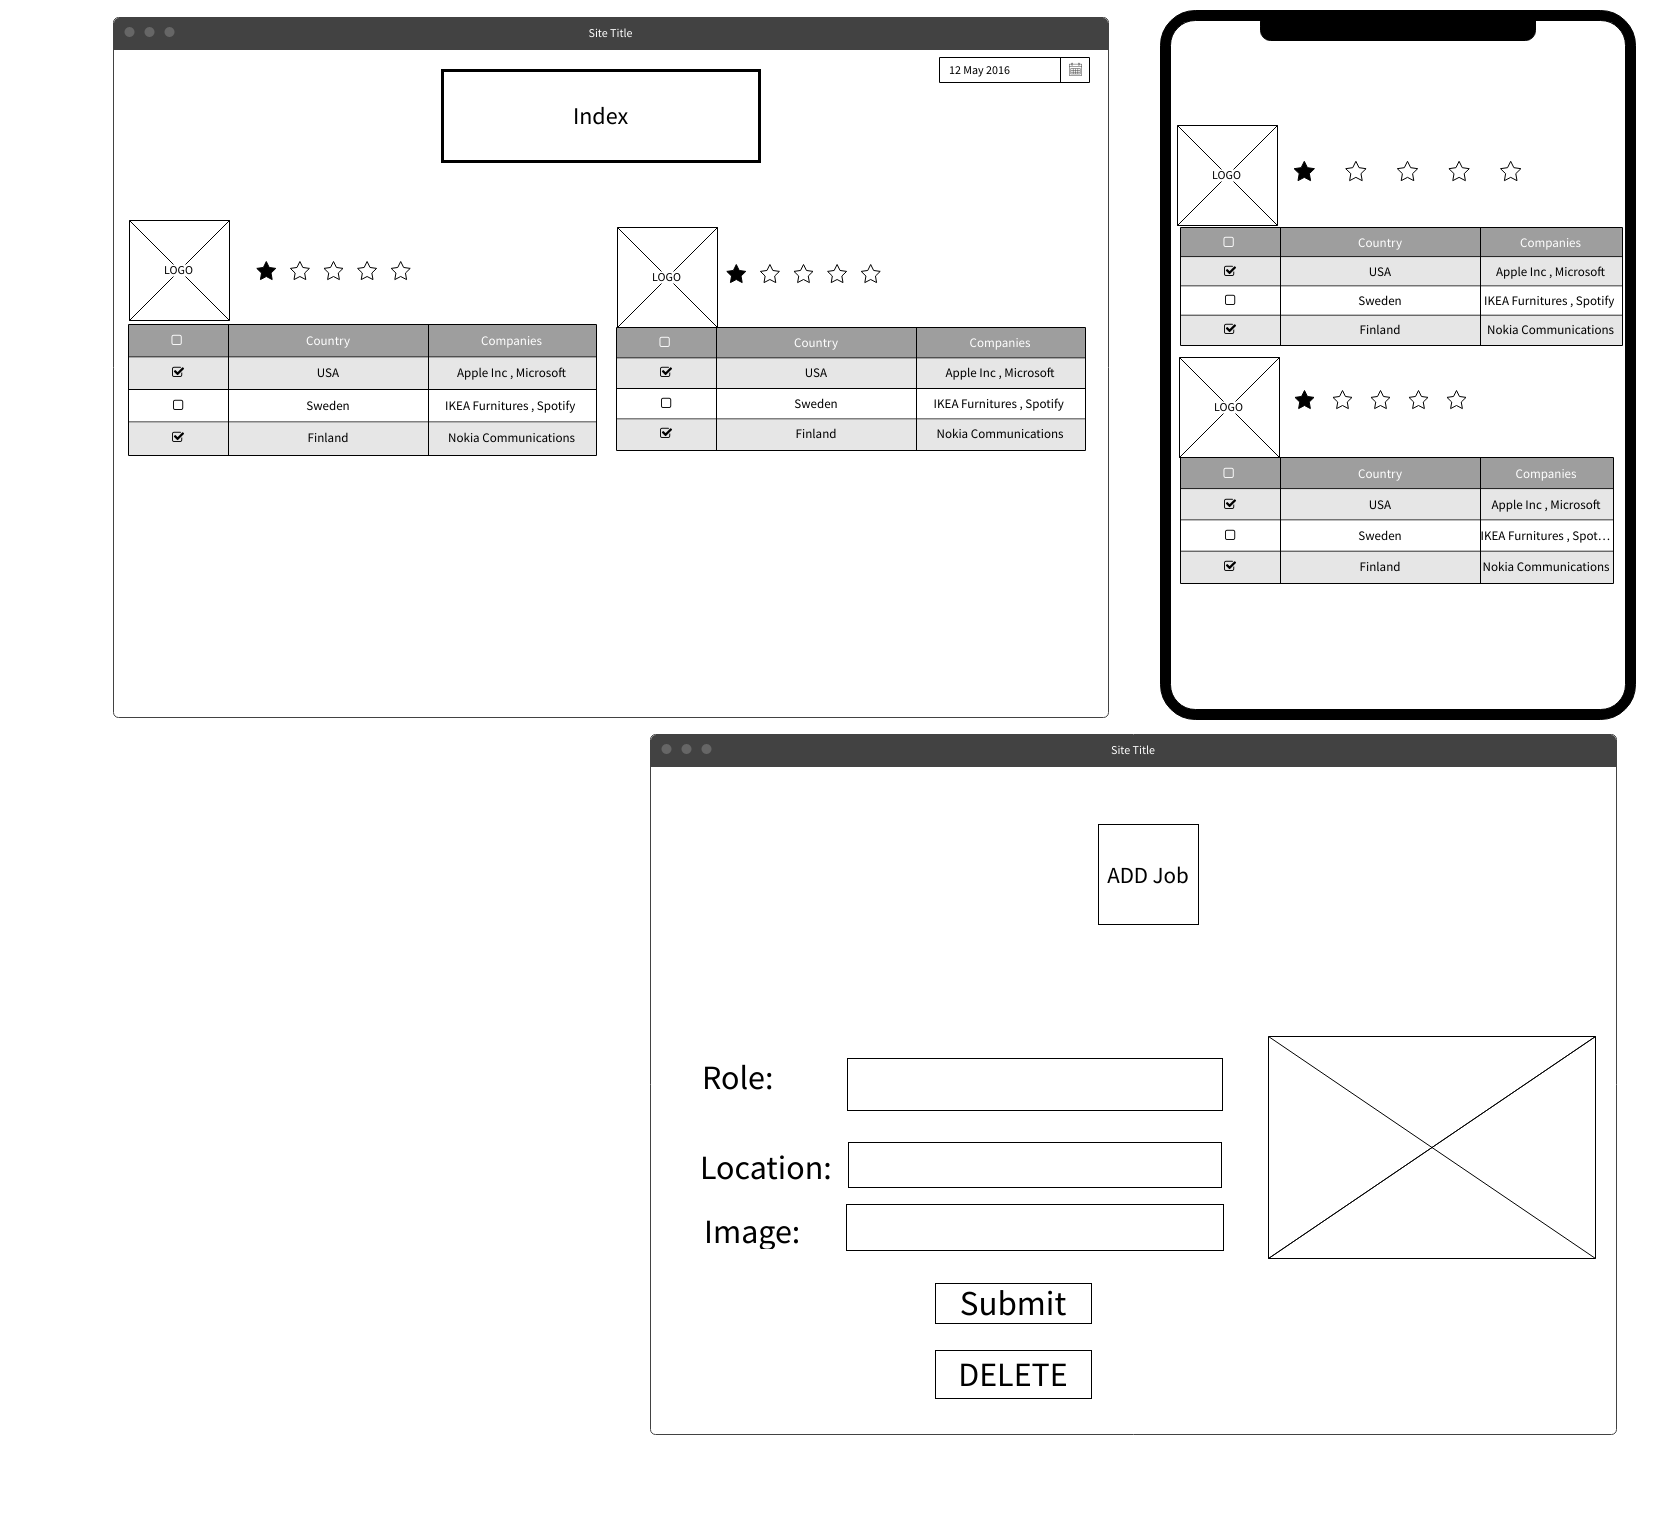 Site Title
12 May 2016
Index
LOGO
Country Companies
USA Apple Inc , Microsoft
Sweden IKEA Furnitures , Spotify
Finland Nokia Communications
LOGO
Country Companies
USA Apple Inc , Microsoft
Sweden IKEA Furnitures , Spotify
Finland Nokia Communications
LOGO
Country Companies
USA Apple Inc , Microsoft
Sweden IKEA Furnitures , Spotify
Finland Nokia Communications
LOGO
Country Companies
USA Apple Inc , Microsoft
Sweden IKEA Furnitures , Spot...
Finland Nokia Communications
Site Title
ADD Job
Role:
Location:
Image:
Submit
DELETE